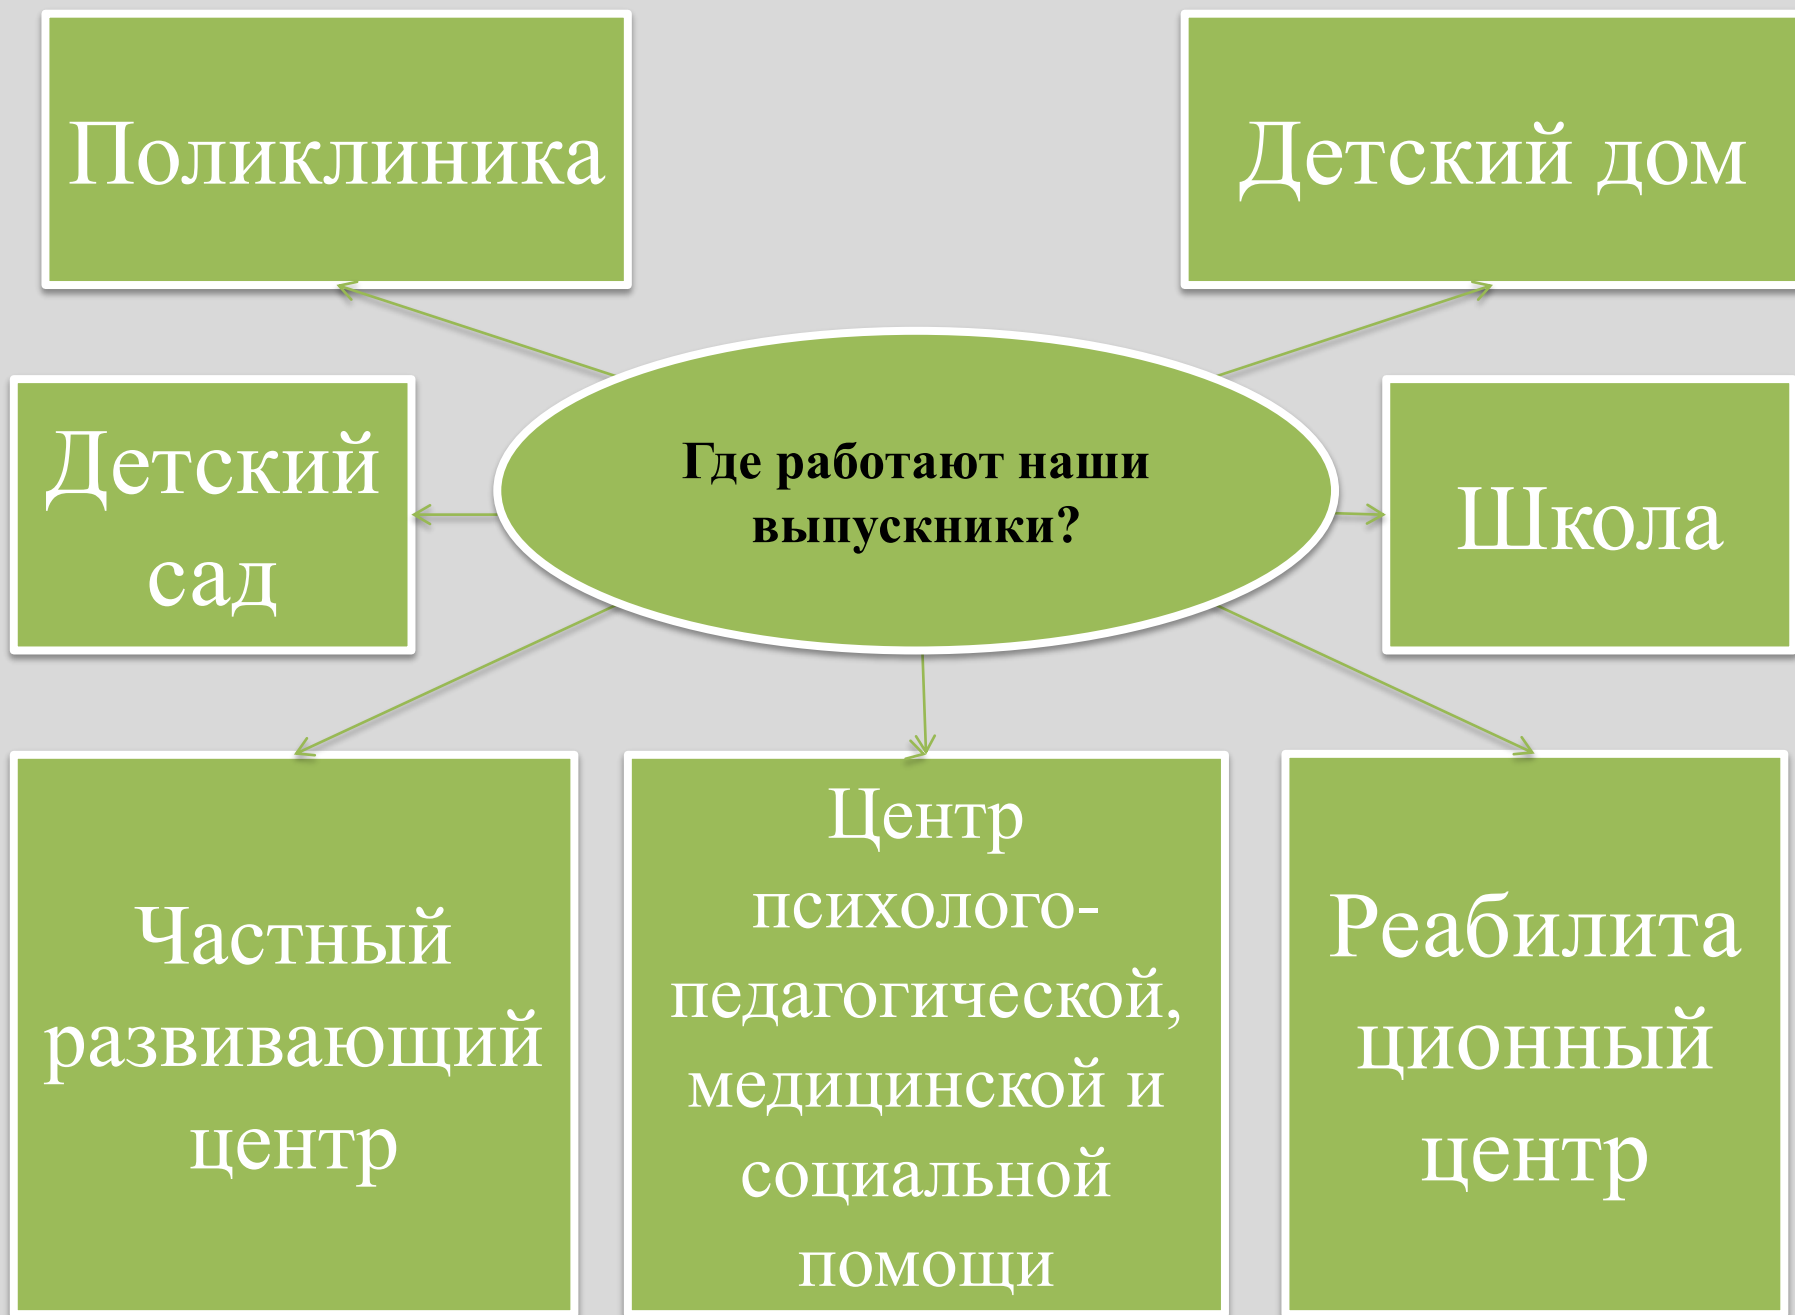 Поликлиника
Детский дом
Детский
сад
Где работают наши
выпускники?
Школа
Частный
развивающий
центр
Центр
психолого-
педагогической,
медицинской и
социальной
помощи
Реабилита
ционный
центр